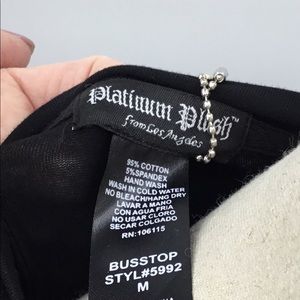 Platinum Plush™
from Los Angeles
95% COTTON
5%SPANDEX
HAND WASH
WASH IN COLD WATER
NO BLEACH/HANG DRY
LAVAR A MANO
CON AGUA FRIA
NO USAR CLORO
SECAR COLGADO
RN:106115
BUSSTOP
STYL#5992
M